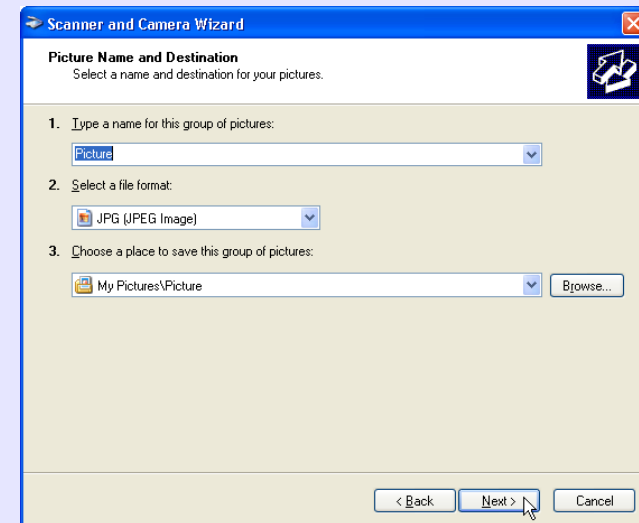 Scanner and Camera Wizard
Picture Name and Destination
Select a name and destination for your pictures.
1. Type a name for this group of pictures:
Picture
2. Select a file format:
JPG (JPEG Image)
3. Choose a place to save this group of pictures:
My Pictures\Picture
Browse...
< Back Next > Cancel